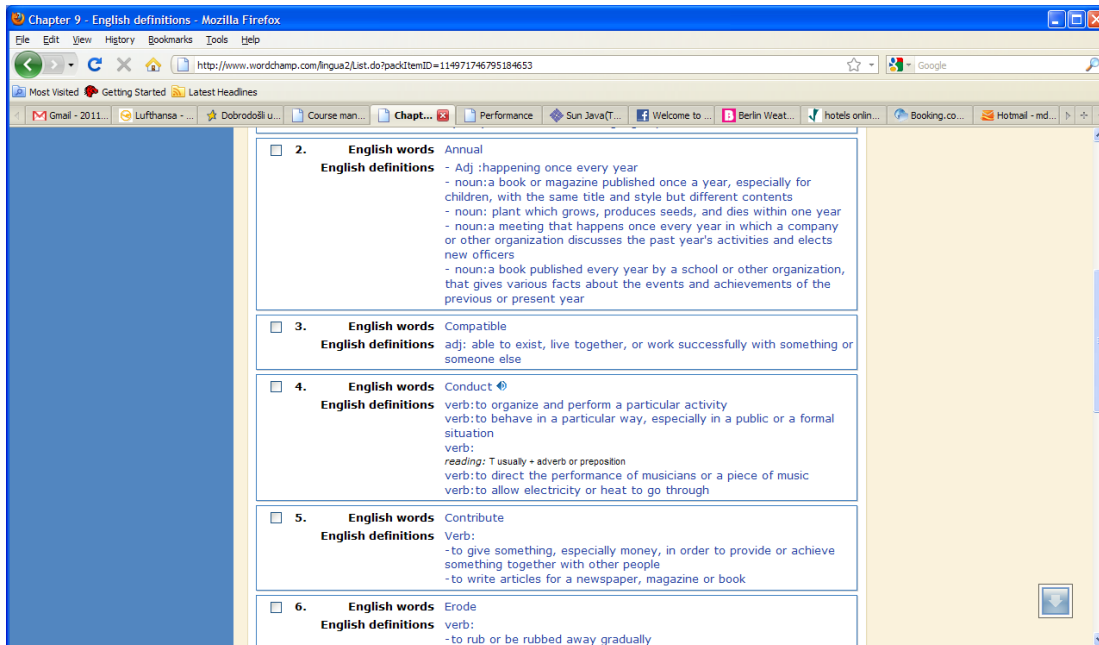 Chapter 9 - English definitions - Mozilla Firefox
File Edit View History Bookmarks Tools Help
http://www.wordchamp.com/lingua2/List.do?packItemID=114971746795184653
Google
Most Visited Getting Started Latest Headlines
Gmail - 2011... Lufthansa - ... Dobrodošli u... Course man... Chapt... Performance Sun Java(T... Welcome to ... Berlin Weat... hotels onlin... Booking.co... Hotmail - md...
2. English words Annual
English definitions - Adj :happening once every year
- noun:a book or magazine published once a year, especially for
children, with the same title and style but different contents
- noun: plant which grows, produces seeds, and dies within one year
- noun:a meeting that happens once every year in which a company
or other organization discusses the past year's activities and elects
new officers
- noun:a book published every year by a school or other organization,
that gives various facts about the events and achievements of the
previous or present year
3. English words Compatible
English definitions adj: able to exist, live together, or work successfully with something or
someone else
4. English words Conduct
English definitions verb:to organize and perform a particular activity
verb:to behave in a particular way, especially in a public or a formal
situation
verb:
reading: T usually + adverb or preposition
verb:to direct the performance of musicians or a piece of music
verb:to allow electricity or heat to go through
5. English words Contribute
English definitions Verb:
-to give something, especially money, in order to provide or achieve
something together with other people
-to write articles for a newspaper, magazine or book
6. English words Erode
English definitions verb:
-to rub or be rubbed away gradually